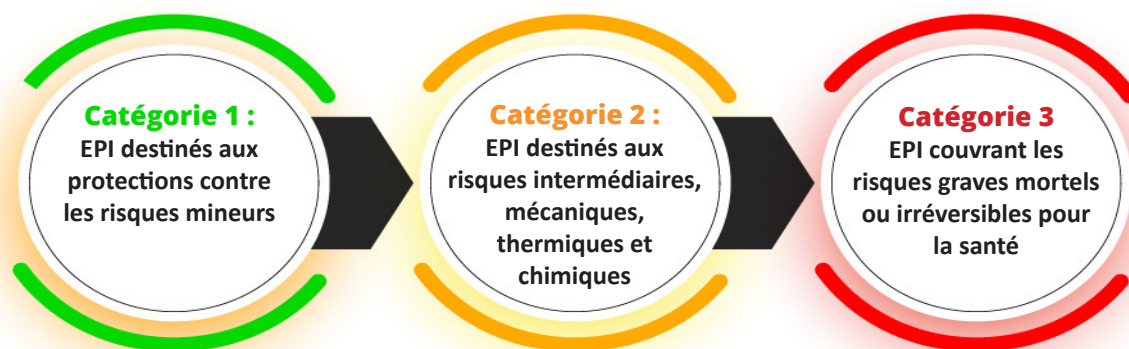 Catégorie 1 :
EPI destinés aux
protections contre
les risques mineurs
Catégorie 2 :
EPI destinés aux
risques intermédiaires,
mécaniques,
thermiques et
chimiques
Catégorie 3
EPI couvrant les
risques graves mortels
ou irréversibles pour
la santé